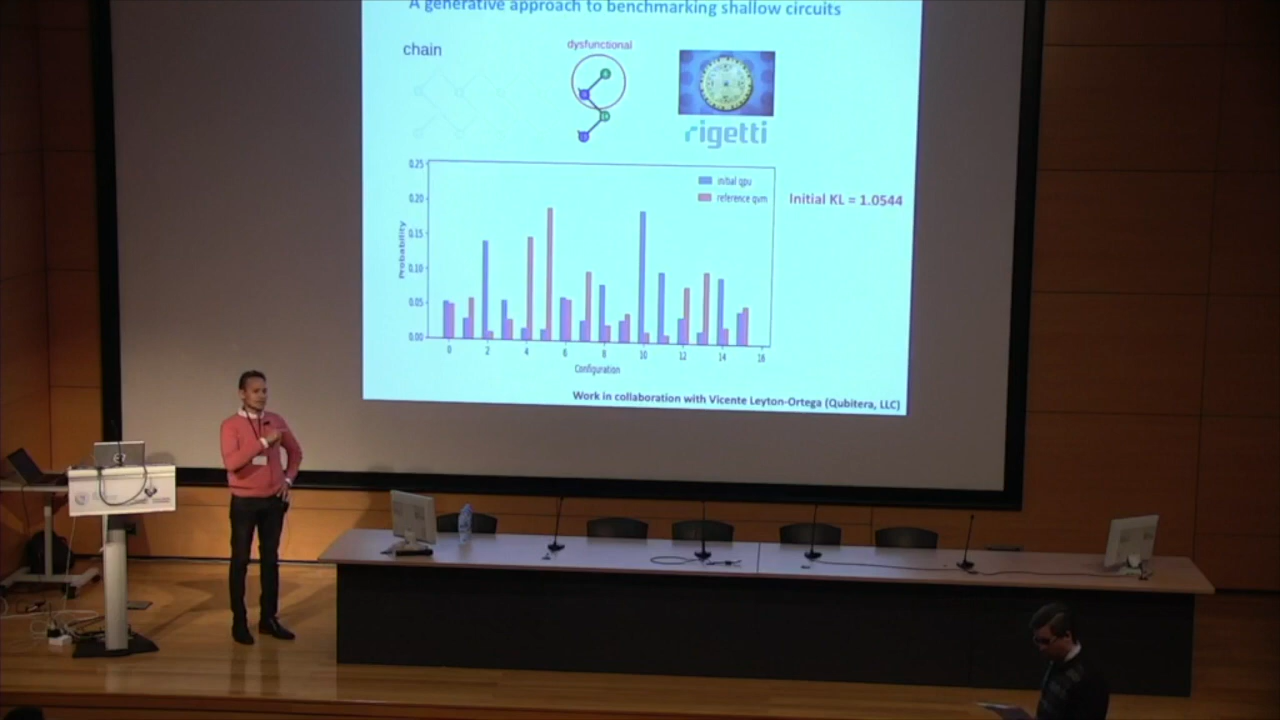 A generative approach to benchmarking shallow circuits
chain
dysfunctional
rigetti
0.25
0.20
0.15
0.10
0.05
0.00
Probability
initial qpu
reference qvm
Initial KL = 1.0544
0 2 4 6 8 10 12 14 16
Configuration
Work in collaboration with Vicente Leyton-Ortega (Qubitera, LLC)